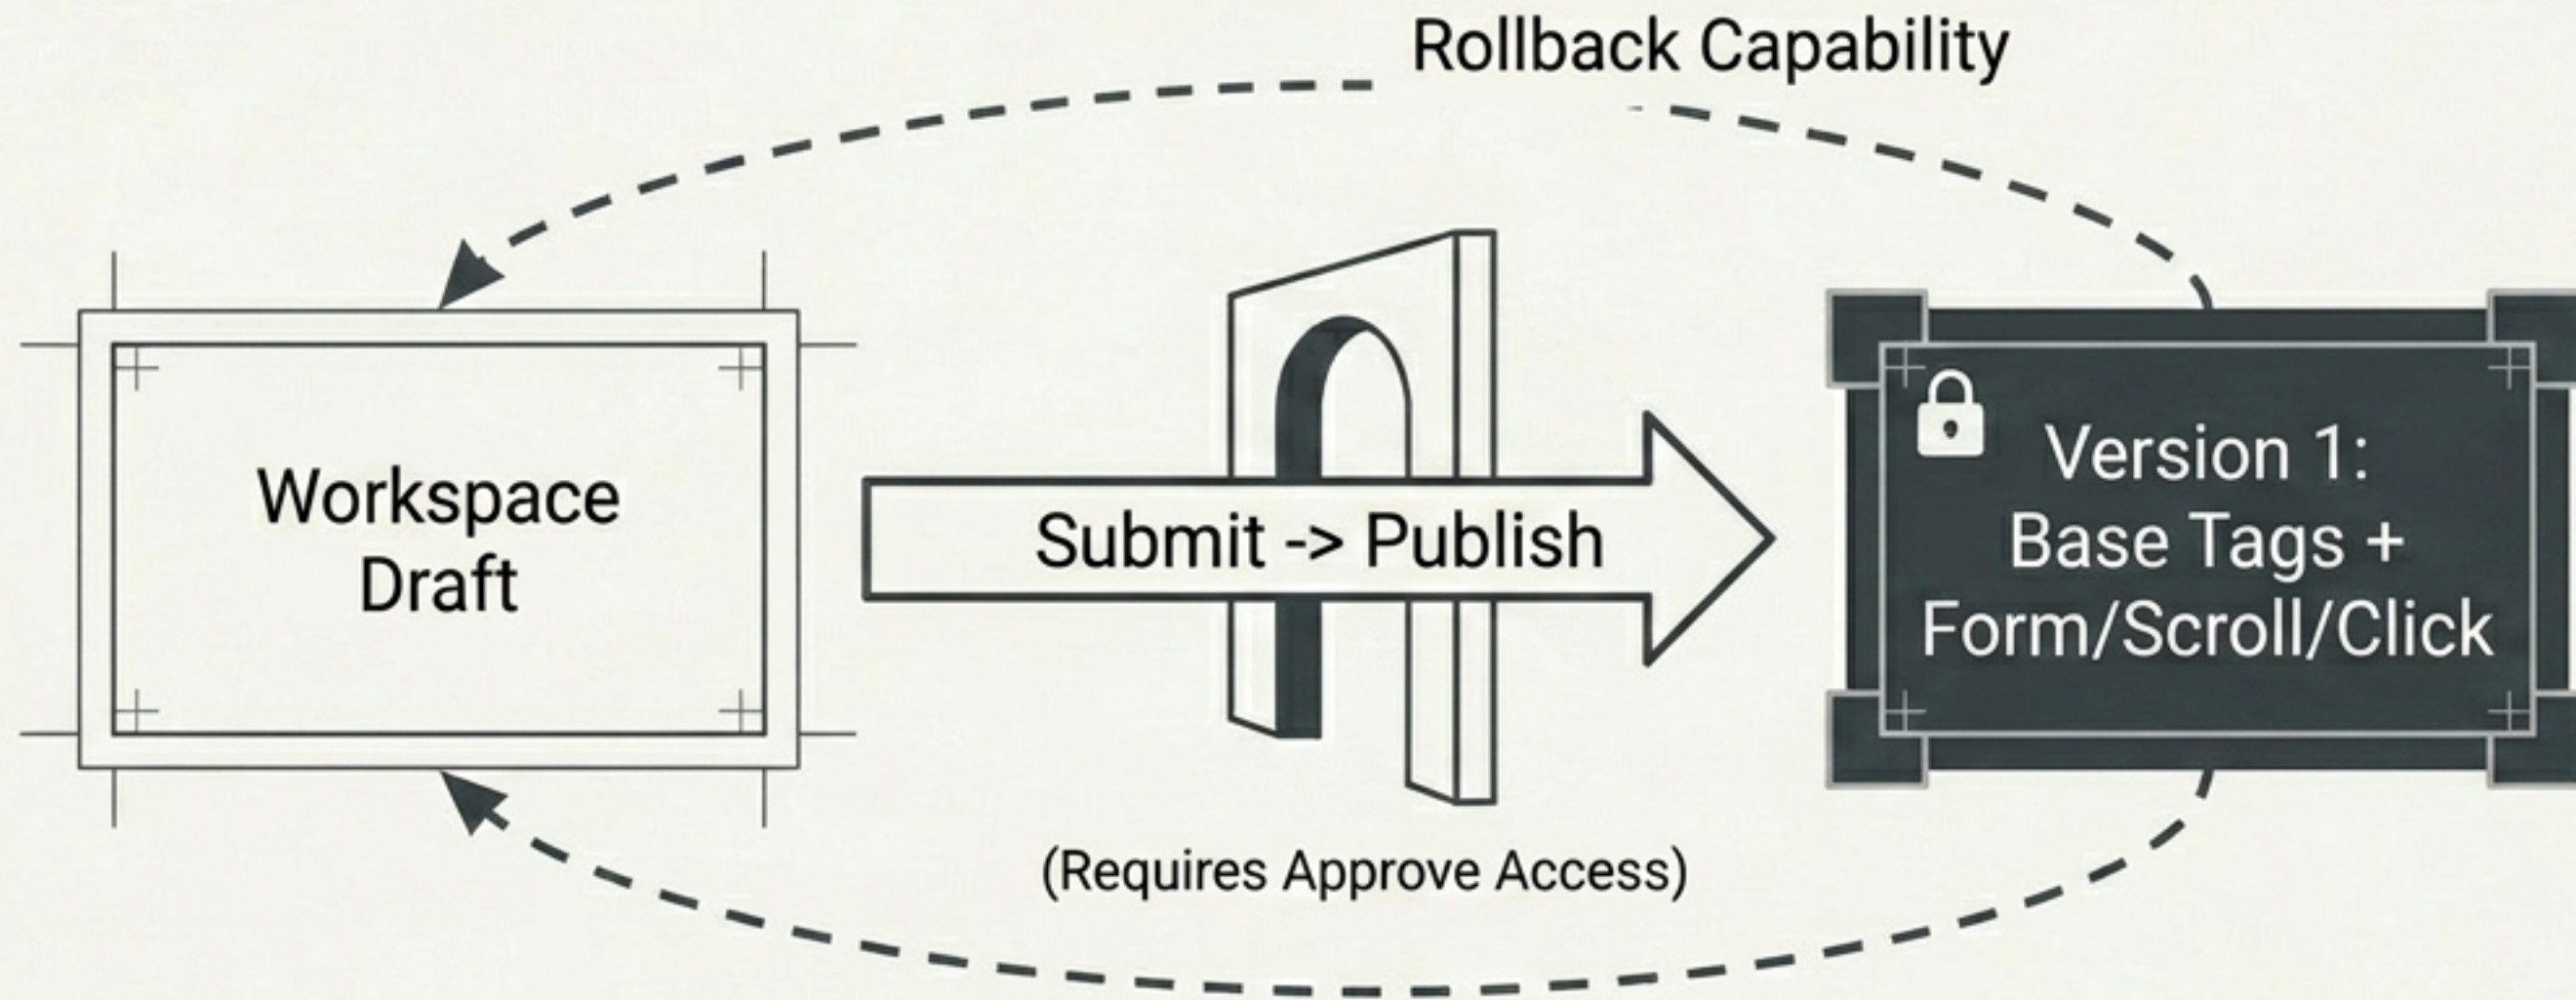 Rollback Capability
Workspace
Draft
Submit -> Publish
(Requires Approve Access)
Version 1:
Base Tags +
Form/Scroll/Click